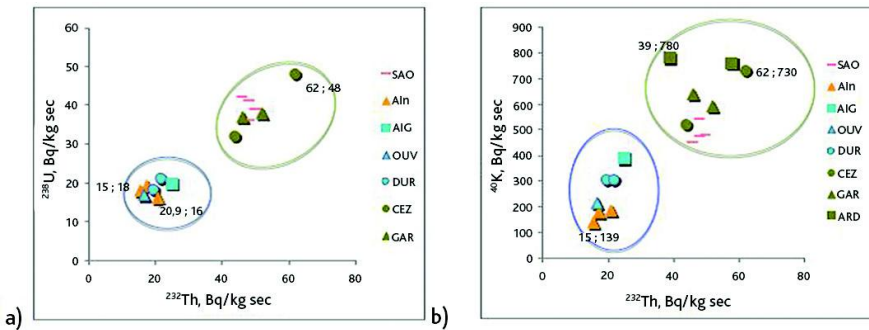 a)
²³⁸U, Bq/kg sec
60
50
40
30
20
10
0
0 20 40 60 80
²³²Th, Bq/kg sec
62 ; 48
15 ; 18
20,9 ; 16
SAO
AIn
AIG
OUV
DUR
CEZ
GAR
b)
⁴⁰K, Bq/kg sec
900
800
700
600
500
400
300
200
100
0
0 20 40 60 80
²³²Th, Bq/kg sec
39 ; 780
62 ; 730
15 ; 139
SAO
AIn
AIG
OUV
DUR
CEZ
GAR
ARD